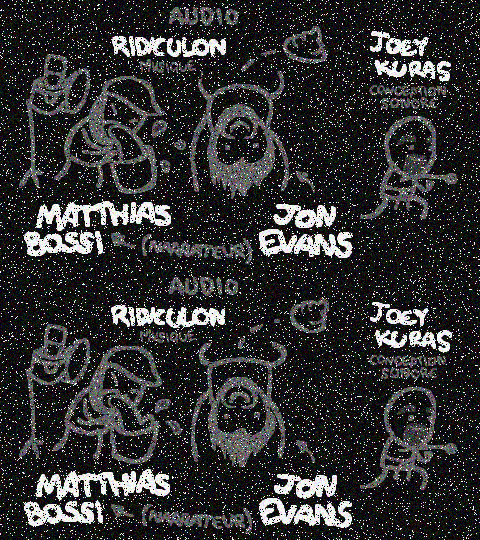 AUDIO
RIDICULON
MUSIQUE
JOEY
KURAS
CONCEPTION
SONORE
MATTHIAS
BOSSI
(NARRATEUR)
JON
EVANS
AUDIO
RIDICULON
MUSIQUE
JOEY
KURAS
CONCEPTION
SONORE
MATTHIAS
BOSSI
(NARRATEUR)
JON
EVANS